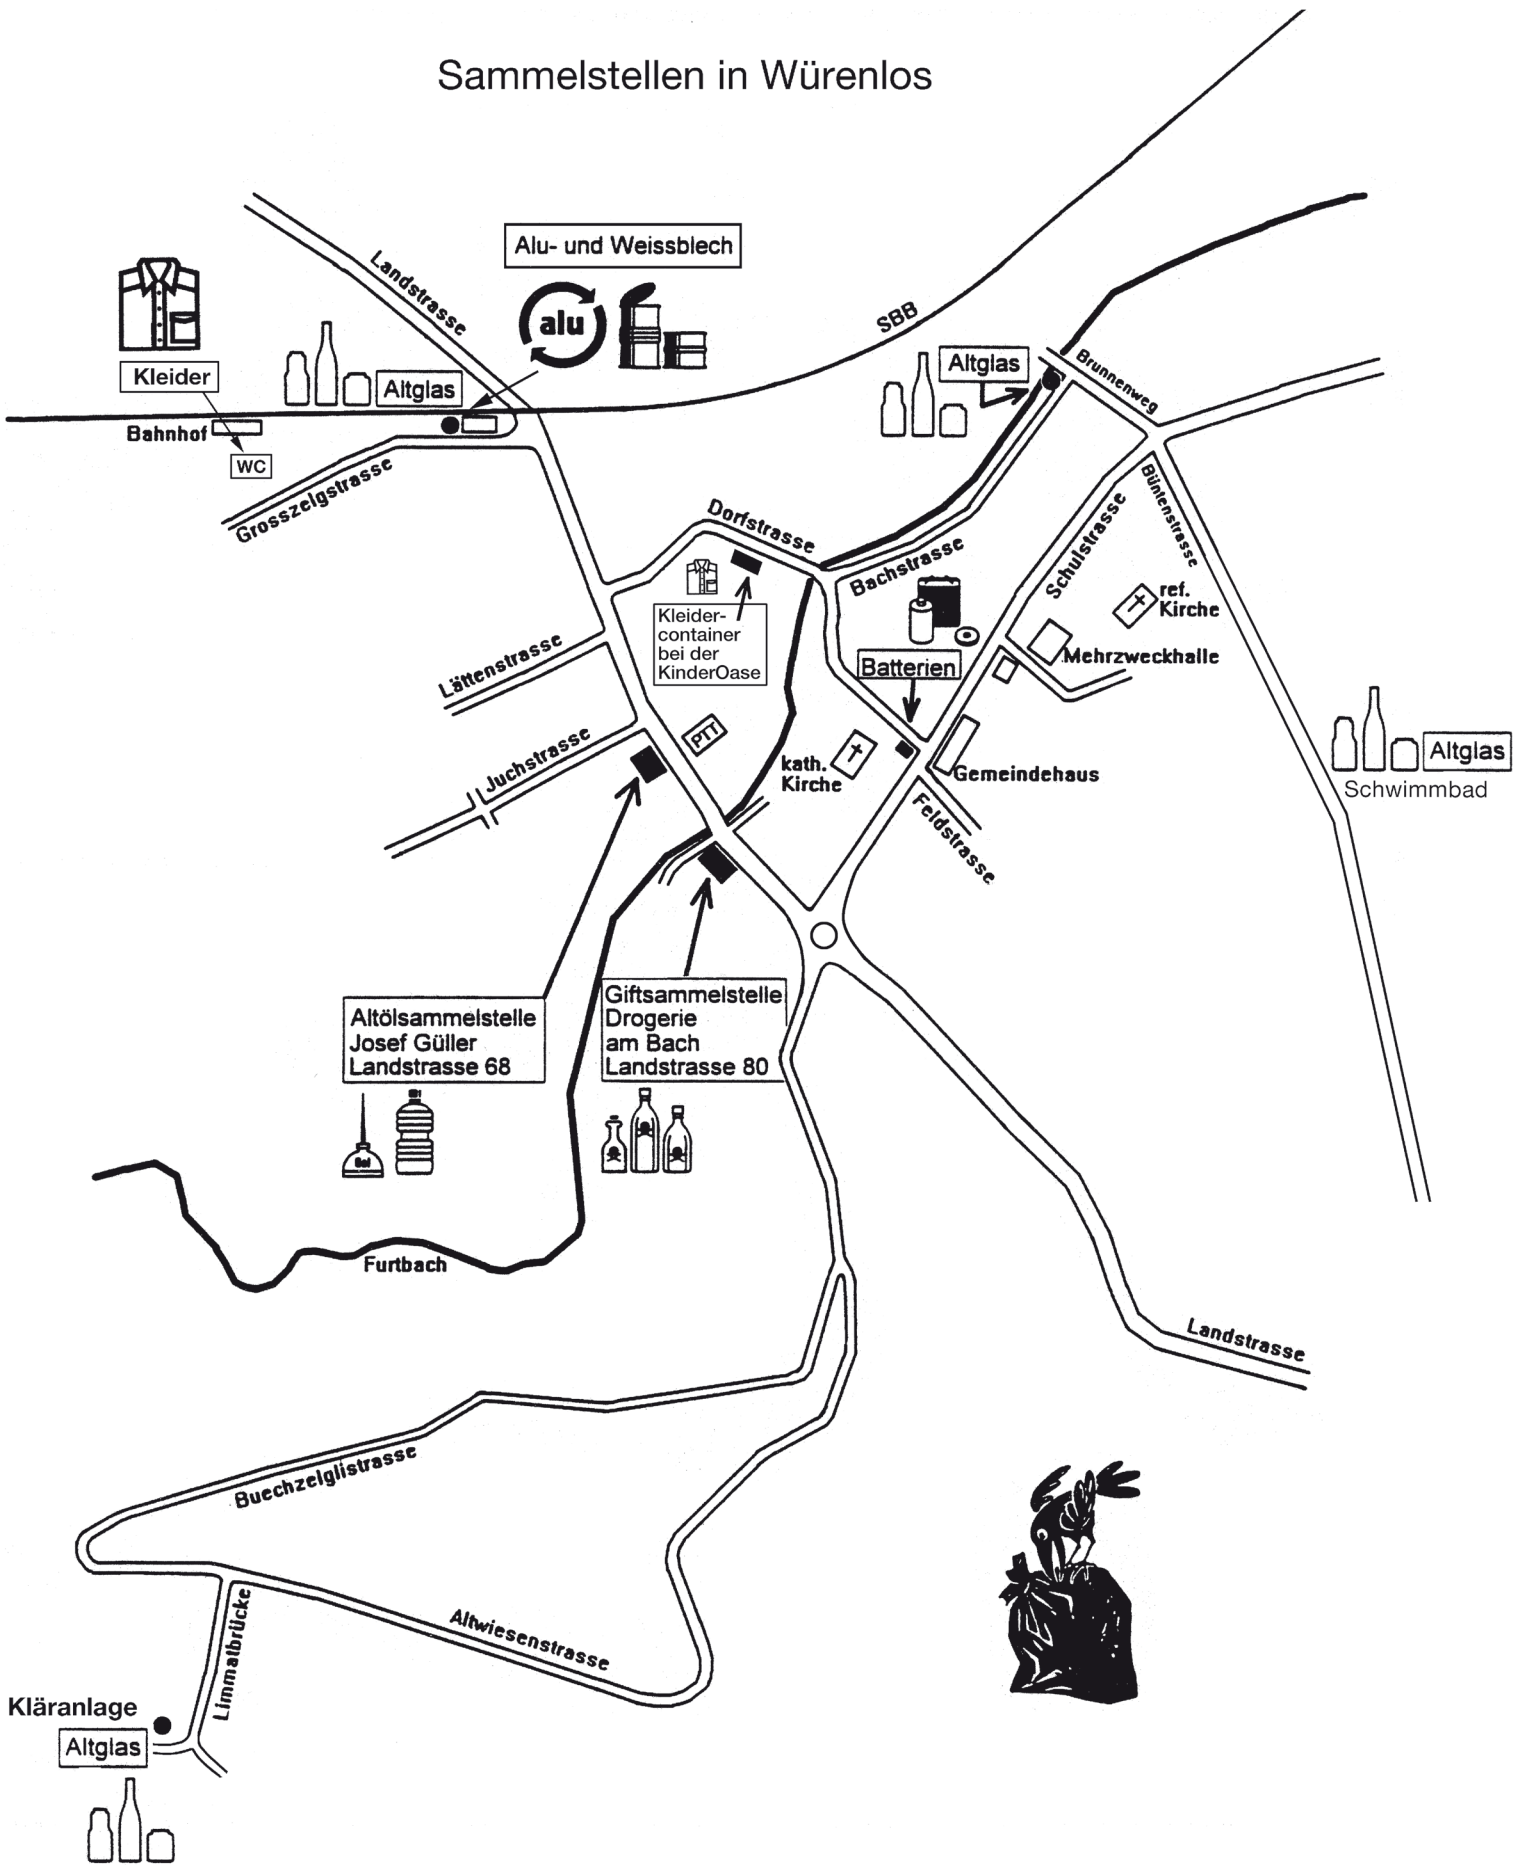 Sammelstellen in Würenlos
Landstrasse
Alu- und Weissblech
alu
SBB
Kleider
Altglas
Altglas
Brunnenweg
Bahnhof
WC
Grosszelgstrasse
Dorfstrasse
Bachstrasse
Schulstrasse
Büntenstrasse
ref.
Kirche
Kleider-
container
bei der
KinderOase
Lättenstrasse
Batterien
Mehrzweckhalle
PTT
Juchstrasse
kath.
Kirche
Gemeindehaus
Altglas
Schwimmbad
Feldstrasse
Altölsammelstelle
Josef Güller
Landstrasse 68
Giftsammelstelle
Drogerie
am Bach
Landstrasse 80
Furtbach
Landstrasse
Buechzelglistrasse
Altwiesenstrasse
Limmatbrücke
Kläranlage
Altglas